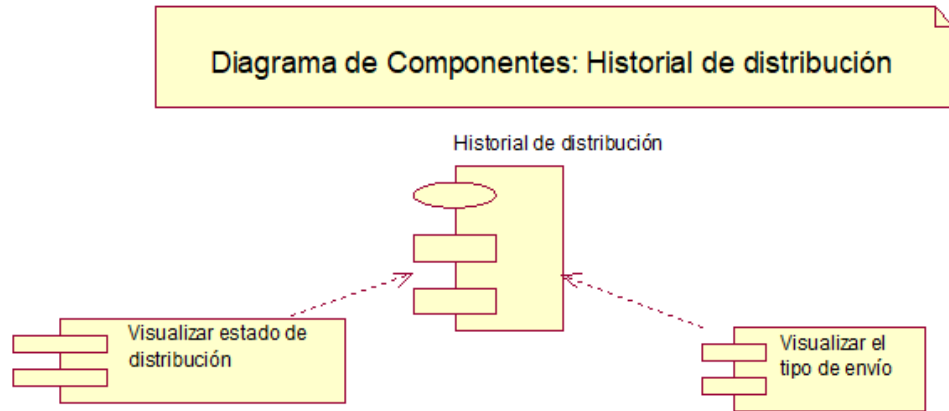 Diagrama de Componentes: Historial de distribución
Historial de distribución
Visualizar estado de
distribución
Visualizar el
tipo de envío